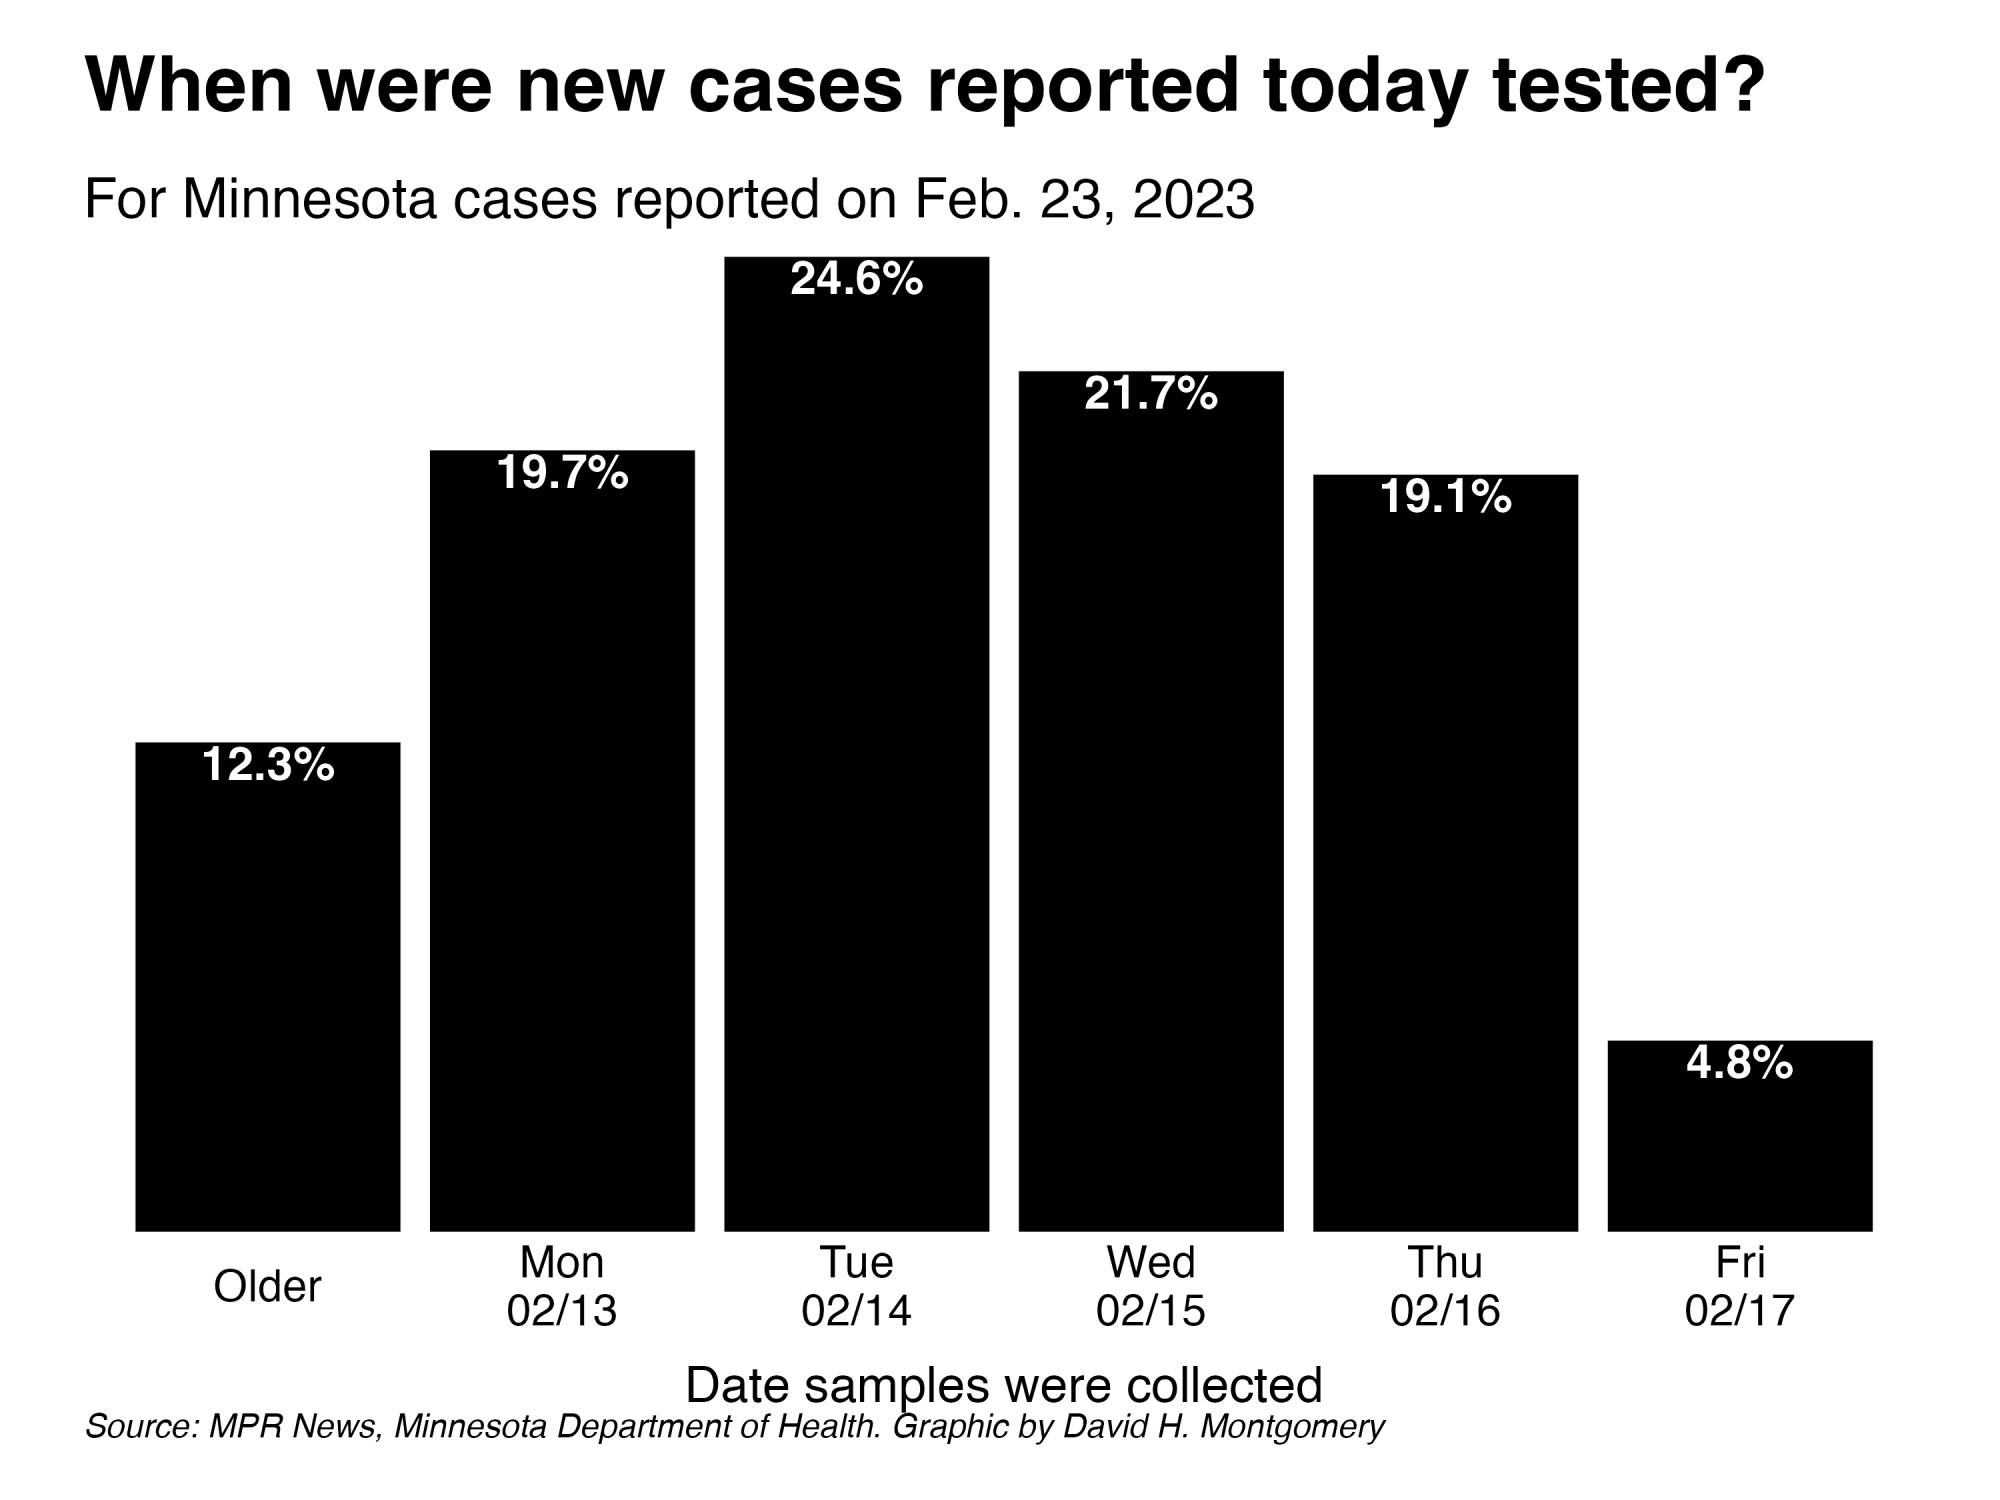 When were new cases reported today tested?
For Minnesota cases reported on Feb. 23, 2023
24.6%
21.7%
19.7%
19.1%
12.3%
4.8%
Older
Mon
02/13
Tue
02/14
Wed
02/15
Thu
02/16
Fri
02/17
Date samples were collected
Source: MPR News, Minnesota Department of Health. Graphic by David H. Montgomery